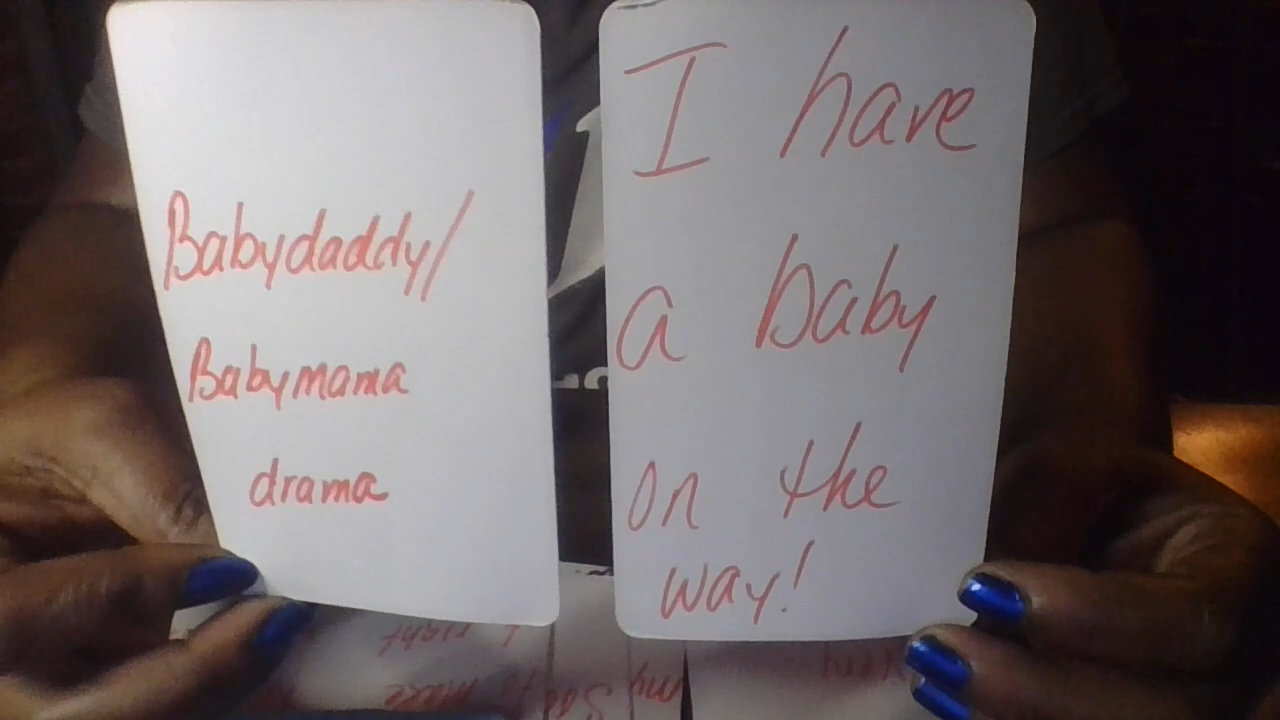 Babydaddy/
Babymama
drama
I have
a baby
on the
way!